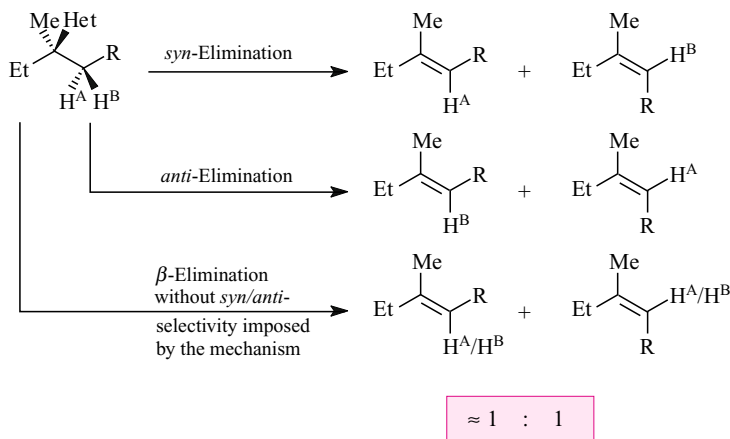 Me Het
Et
R
H^A H^B
syn-Elimination
Me
Et
R
H^A
+
Me
Et
H^B
R
anti-Elimination
Me
Et
R
H^B
+
Me
Et
H^A
R
β-Elimination
without syn/anti-
selectivity imposed
by the mechanism
Me
Et
R
H^A/H^B
+
Me
Et
H^A/H^B
R
≈ 1 : 1